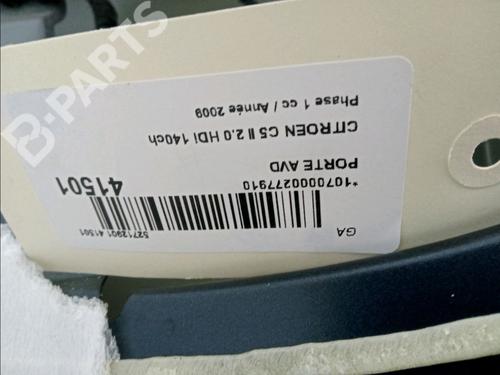 B-PARTS
GA
52712901 41501
*1070000277910
PORTE AVD
41501
CITROEN C5 II 2.0 HDi 140ch
Phase 1 cc / Année 2009